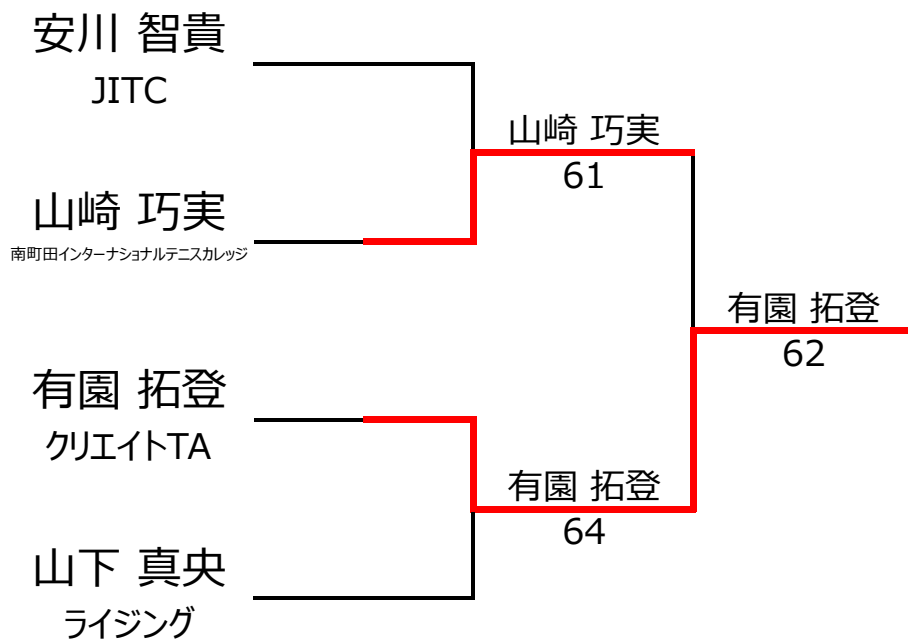 安川 智貴
JITC
山崎 巧実
61
山崎 巧実
南町田インターナショナルテニスカレッジ
有園 拓登
62
有園 拓登
クリエイトTA
有園 拓登
64
山下 真央
ライジング